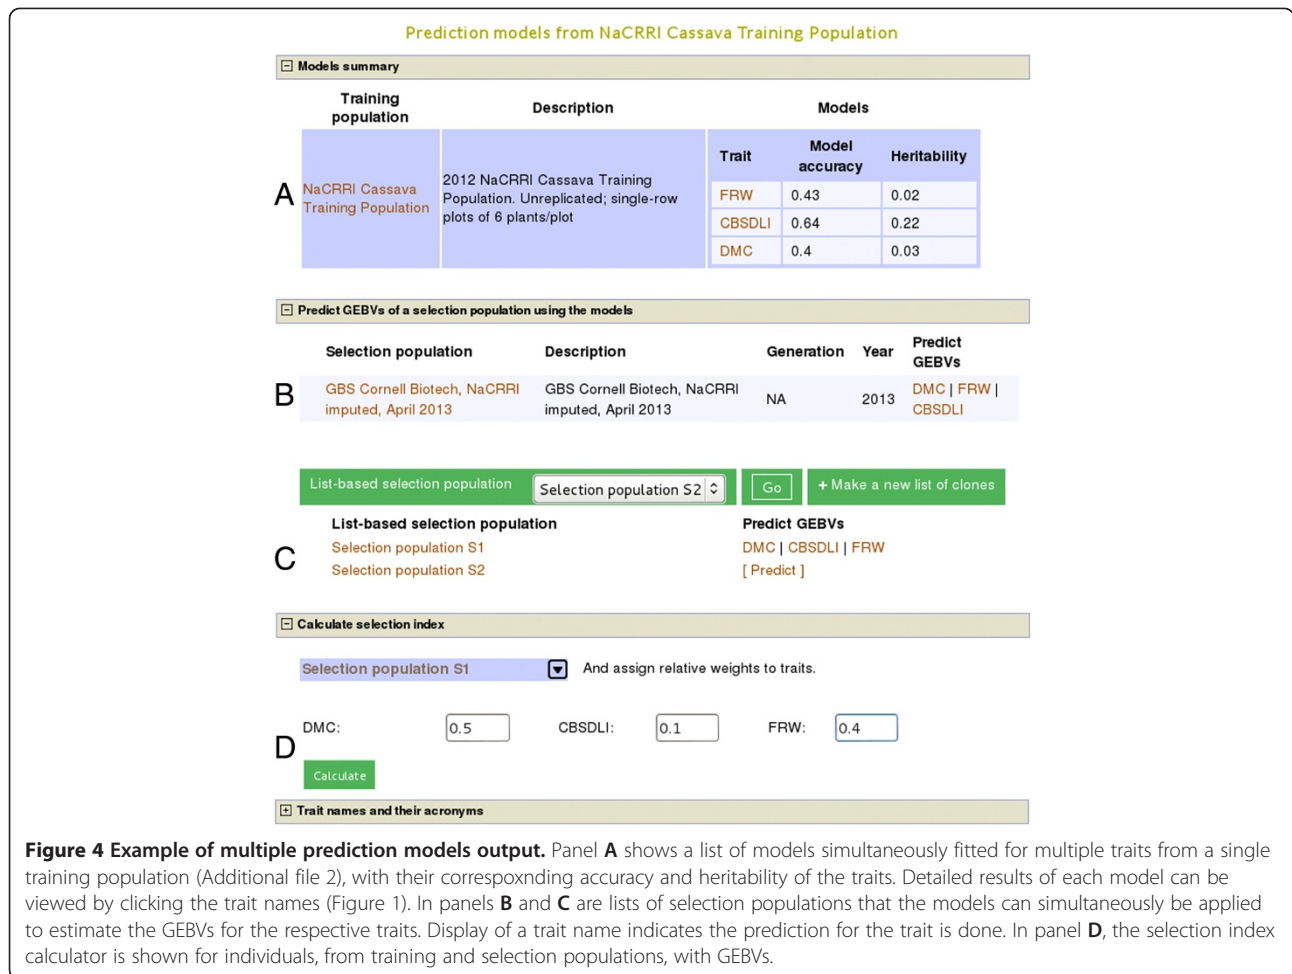 Prediction models from NaCRRI Cassava Training Population
Models summary
Training population
Description
Models
A
NaCRRI Cassava
Training Population
2012 NaCRRI Cassava Training
Population. Unreplicated; single-row
plots of 6 plants/plot
Trait Model accuracy Heritability
FRW 0.43 0.02
CBSDLI 0.64 0.22
DMC 0.4 0.03
Predict GEBVs of a selection population using the models
Selection population Description Generation Year Predict GEBVs
B
GBS Cornell Biotech, NaCRRI
imputed, April 2013
GBS Cornell Biotech, NaCRRI
imputed, April 2013
NA
2013
DMC | FRW |
CBSDLI
List-based selection population Selection population S2 Go + Make a new list of clones
List-based selection population Predict GEBVs
C
Selection population S1 DMC | CBSDLI | FRW
Selection population S2 [ Predict ]
Calculate selection index
Selection population S1 And assign relative weights to traits.
D
DMC: 0.5 CBSDLI: 0.1 FRW: 0.4
Calculate
Trait names and their acronyms
Figure 4 Example of multiple prediction models output. Panel A shows a list of models simultaneously fitted for multiple traits from a single
training population (Additional file 2), with their correspoxnding accuracy and heritability of the traits. Detailed results of each model can be
viewed by clicking the trait names (Figure 1). In panels B and C are lists of selection populations that the models can simultaneously be applied
to estimate the GEBVs for the respective traits. Display of a trait name indicates the prediction for the trait is done. In panel D, the selection index
calculator is shown for individuals, from training and selection populations, with GEBVs.